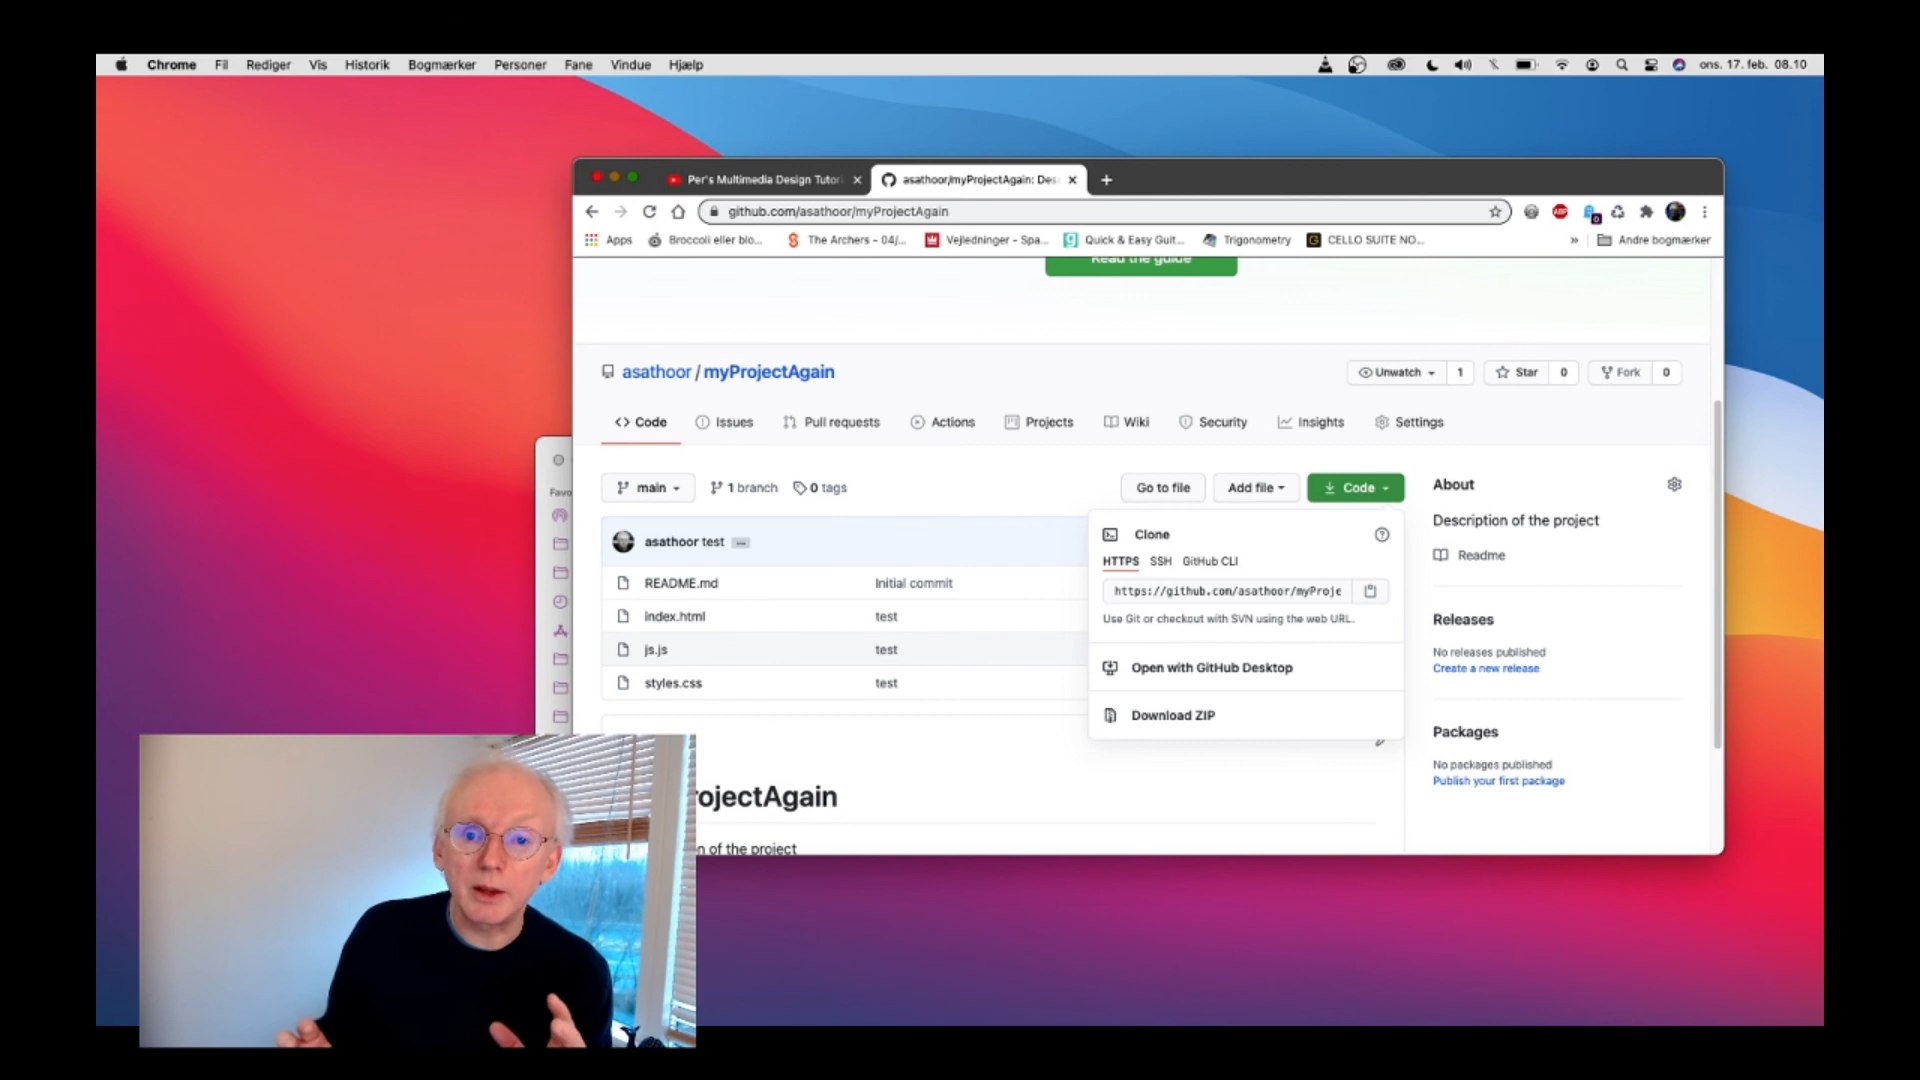 Chrome Fil Rediger Vis Historik Bogmærker Personer Fane Vindue Hjælp ons. 17. feb. 08.10
Per's Multimedia Design Tutori asathoor/myProjectAgain: Des
github.com/asathoor/myProjectAgain
Apps Broccoli eller blo... The Archers – 04/... Vejledninger – Spa... Quick & Easy Guit... Trigonometry CELLO SUITE NO... » Andre bogmærker
Read the guide
asathoor / myProjectAgain Unwatch 1 Star 0 Fork 0
Code Issues Pull requests Actions Projects Wiki Security Insights Settings
main 1 branch 0 tags Go to file Add file Code
asathoor test ...
README.md Initial commit
index.html test
js.js test
styles.css test
Clone
HTTPS SSH GitHub CLI
https://github.com/asathoor/myProje
Use Git or checkout with SVN using the web URL.
Open with GitHub Desktop
Download ZIP
About
Description of the project
Readme
Releases
No releases published
Create a new release
Packages
No packages published
Publish your first package
Favo
rojectAgain
n of the project